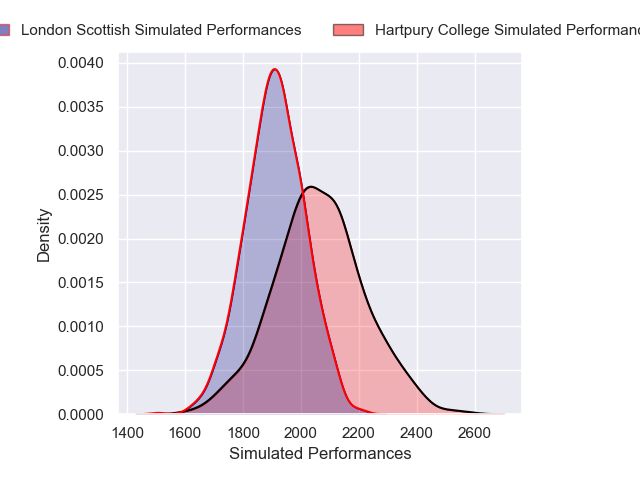 London Scottish Simulated Performances
Hartpury College Simulated
0.0040
0.0035
0.0030
0.0025
0.0020
0.0015
0.0010
0.0005
0.0000
Density
1400 1600 1800 2000 2200 2400 2600
Simulated Performances